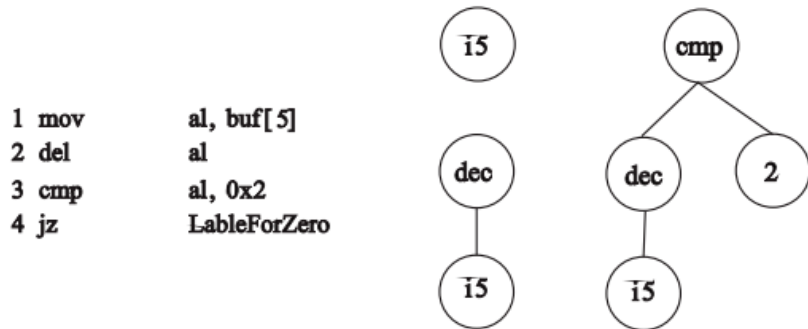 1 mov al, buf[5]
2 del al
3 cmp al, 0x2
4 jz LableForZero
i5
cmp
dec
dec
2
i5
i5